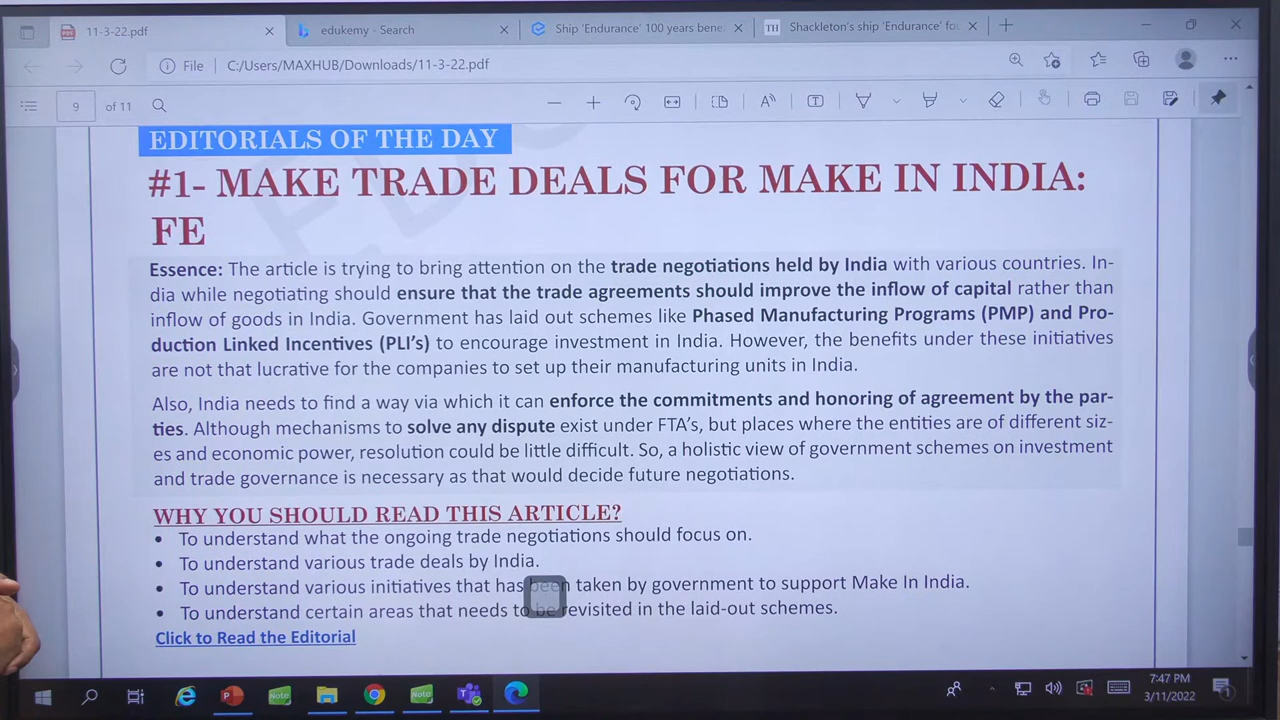 11-3-22.pdf
edukemy - Search
Ship 'Endurance' 100 years bene
TH
Shackleton's ship 'Endurance' fo
File
C:/Users/MAXHUB/Downloads/11-3-22.pdf
9 of 11
EDITORIALS OF THE DAY
#1- MAKE TRADE DEALS FOR MAKE IN INDIA:
FE
Essence: The article is trying to bring attention on the trade negotiations held by India with various countries. In-
dia while negotiating should ensure that the trade agreements should improve the inflow of capital rather than
inflow of goods in India. Government has laid out schemes like Phased Manufacturing Programs (PMP) and Pro-
duction Linked Incentives (PLI's) to encourage investment in India. However, the benefits under these initiatives
are not that lucrative for the companies to set up their manufacturing units in India.
Also, India needs to find a way via which it can enforce the commitments and honoring of agreement by the par-
ties. Although mechanisms to solve any dispute exist under FTA's, but places where the entities are of different siz-
es and economic power, resolution could be little difficult. So, a holistic view of government schemes on investment
and trade governance is necessary as that would decide future negotiations.
WHY YOU SHOULD READ THIS ARTICLE?
• To understand what the ongoing trade negotiations should focus on.
• To understand various trade deals by India.
• To understand various initiatives that has been taken by government to support Make In India.
• To understand certain areas that needs to be revisited in the laid-out schemes.
Click to Read the Editorial
Note
Note
7:47 PM
3/11/2022